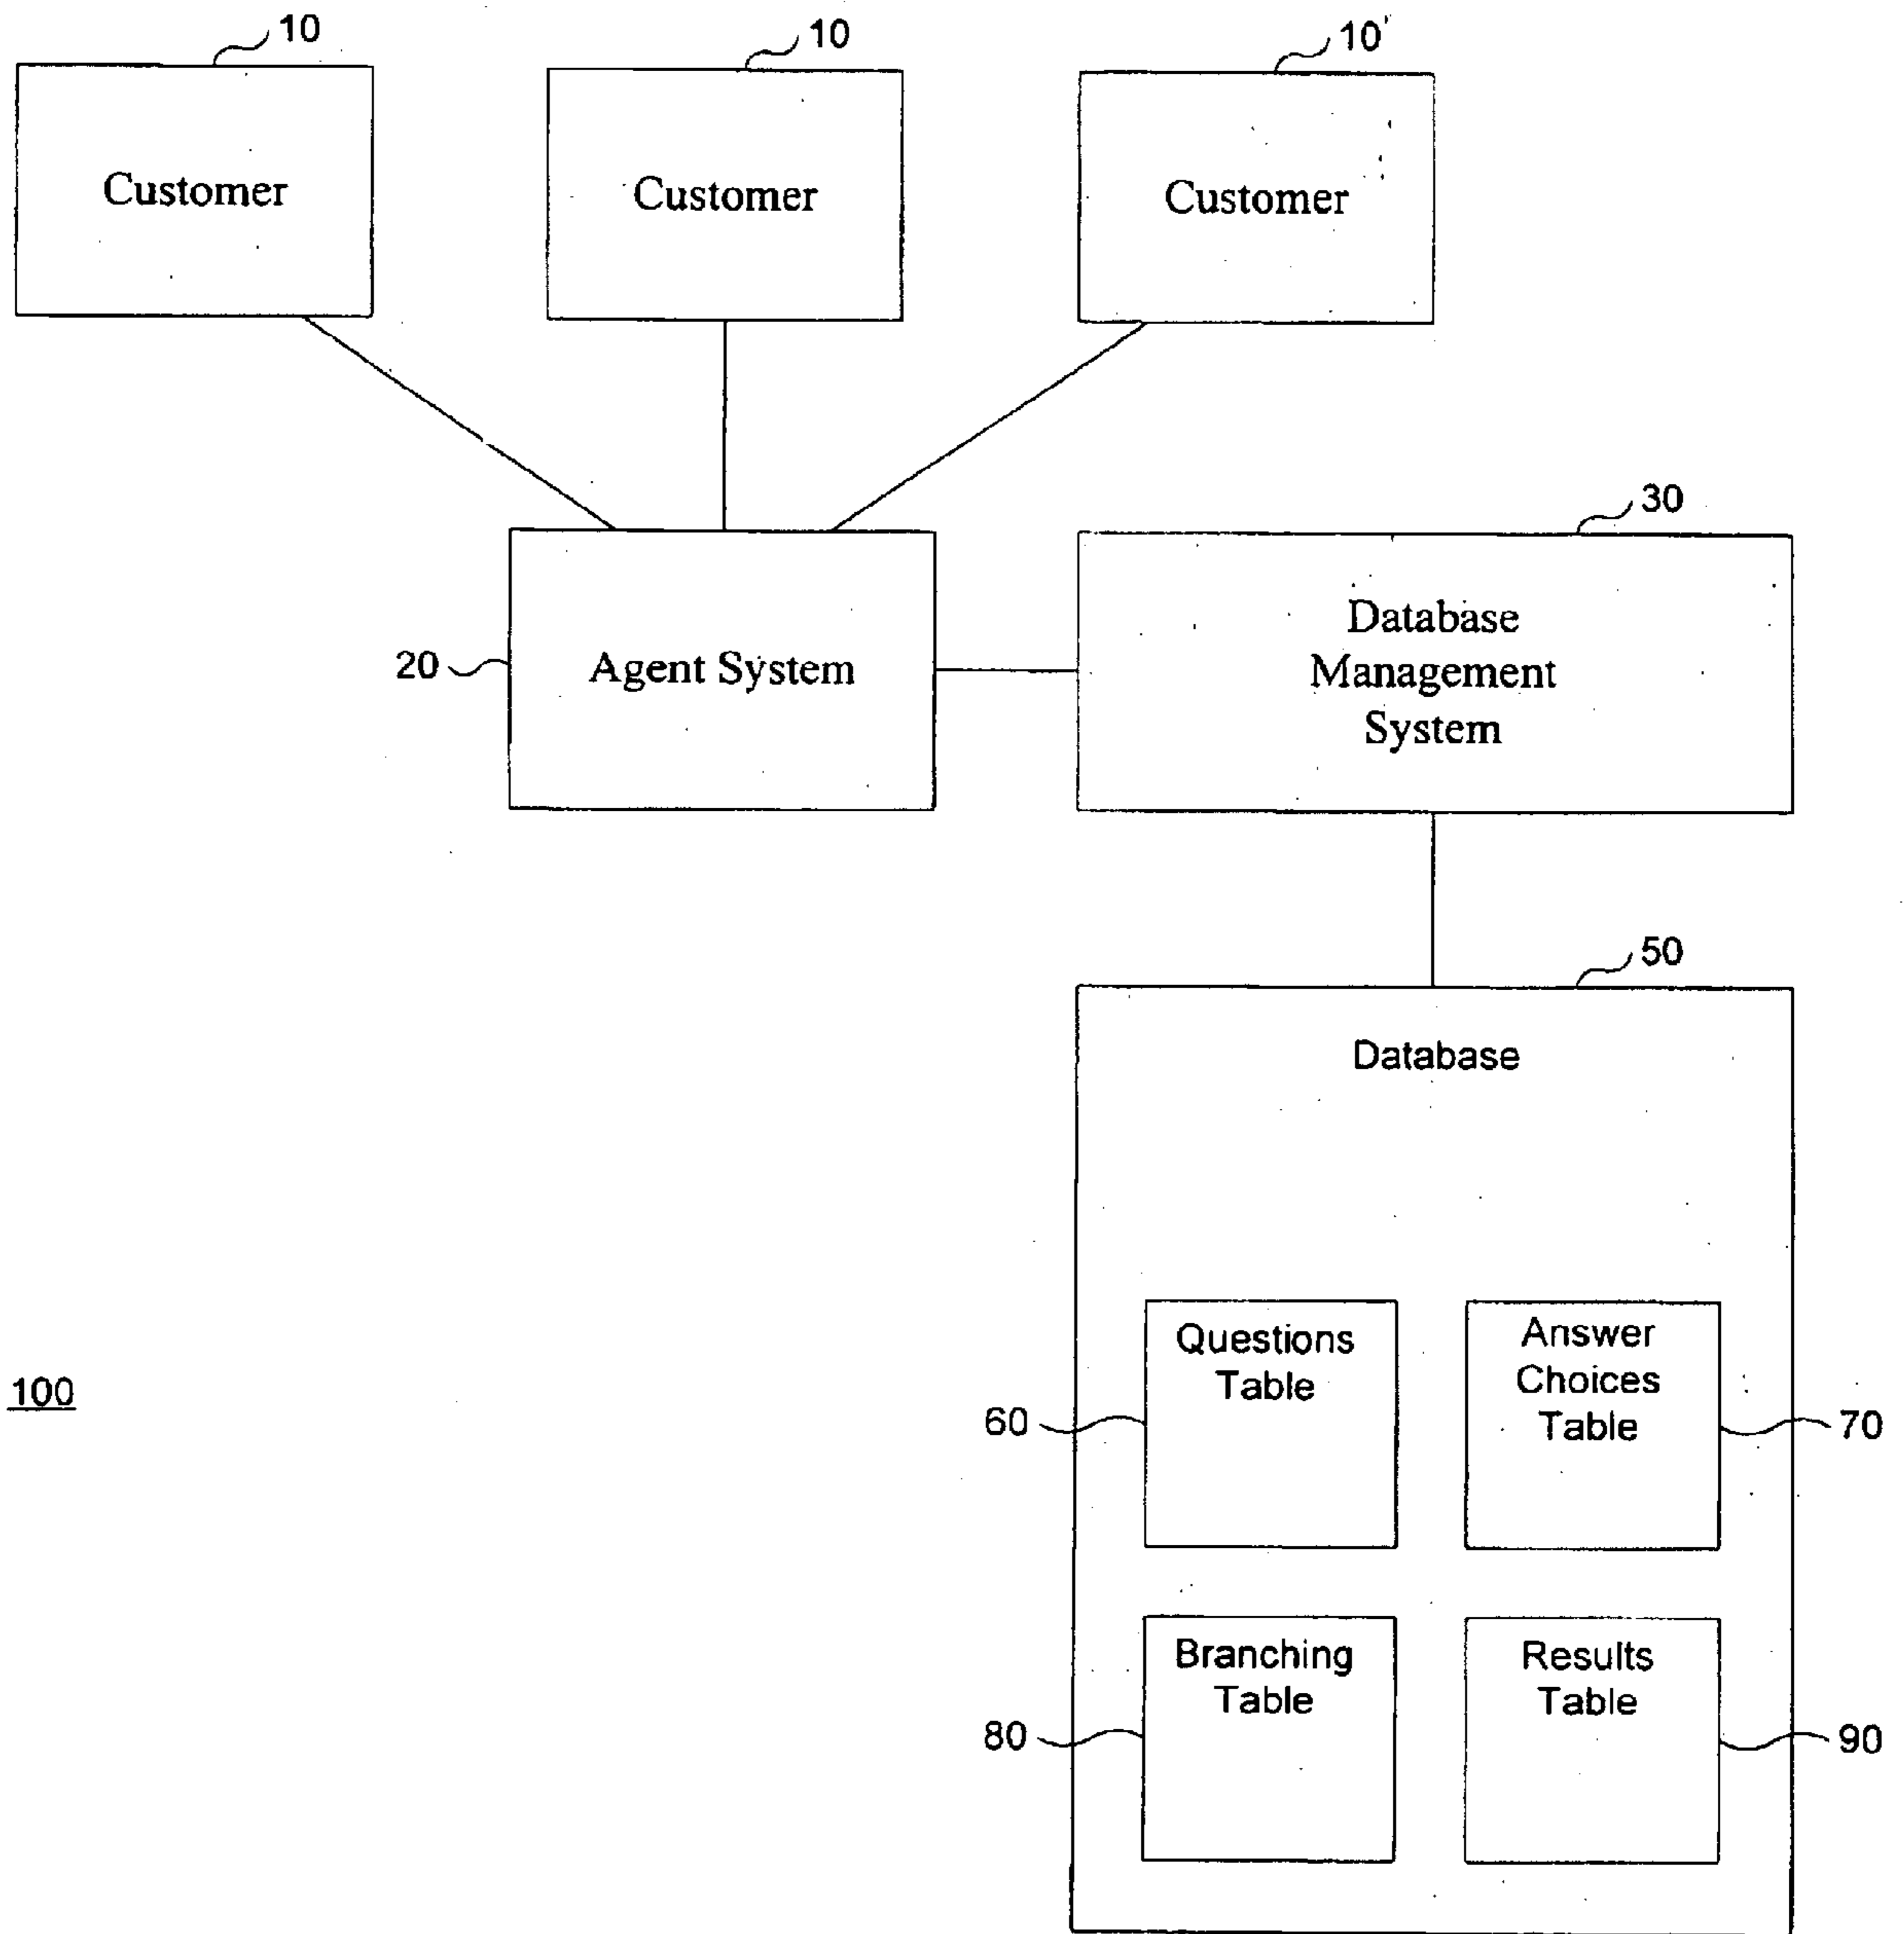 10
10
10
Customer
Customer
Customer
30
20
Agent System
Database
Management
System
50
Database
Questions
Table
Answer
Choices
Table
100
60
70
Branching
Table
Results
Table
80
90